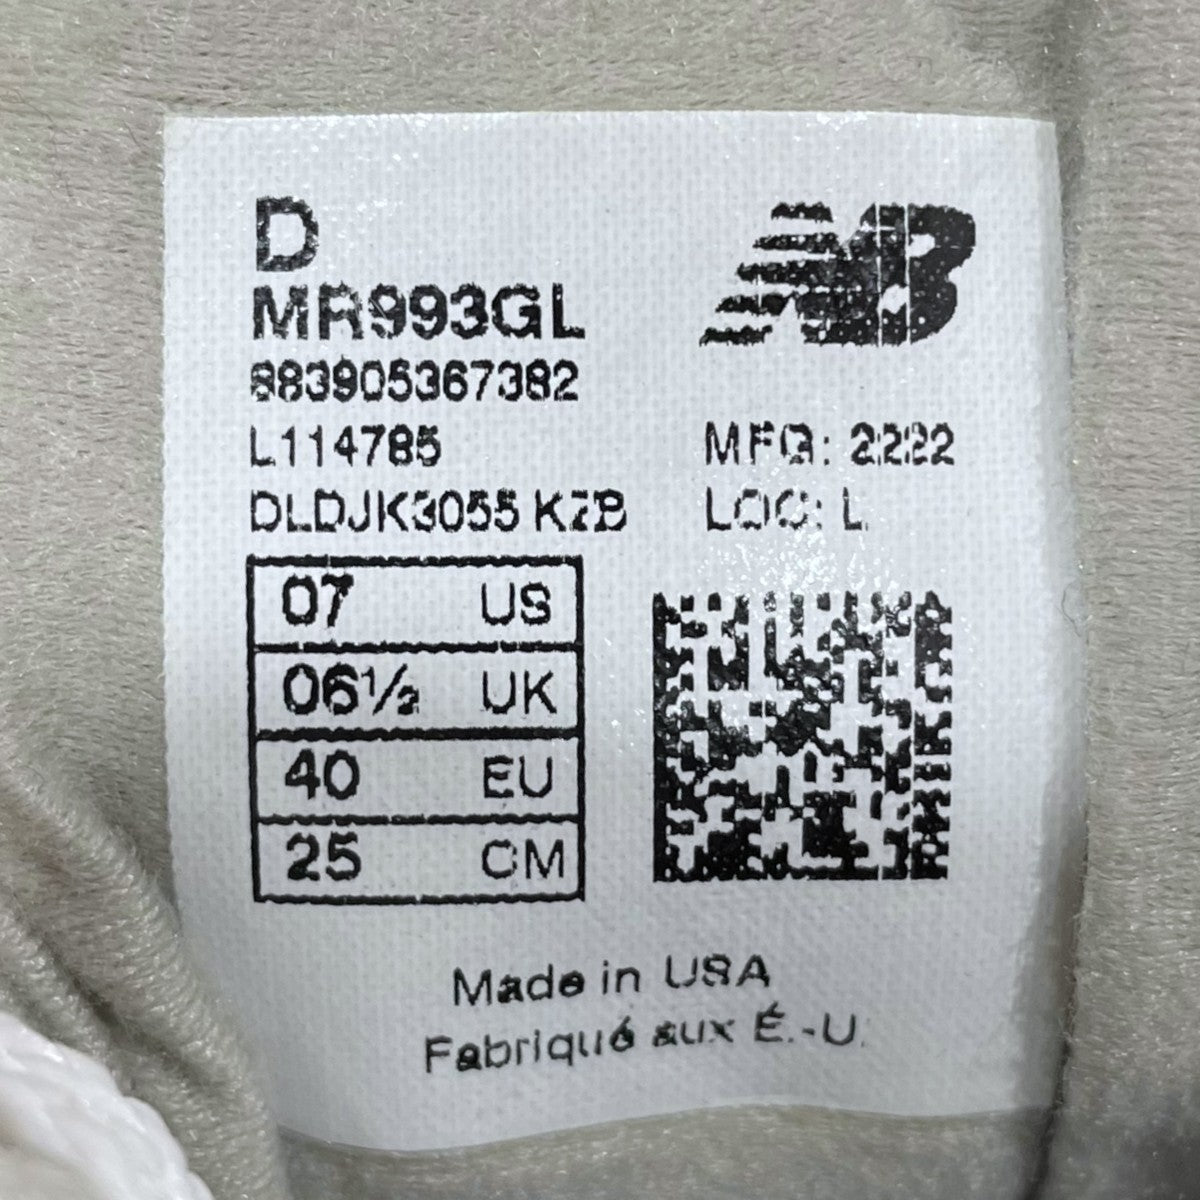 D
NB
MR993GL
883905367382
L114785
MFG: 2222
DLDJK3055 KZB
LOC: L
07 US
06½ UK
40 EU
25 CM
Made in USA
Fabriqué aux É.-U.